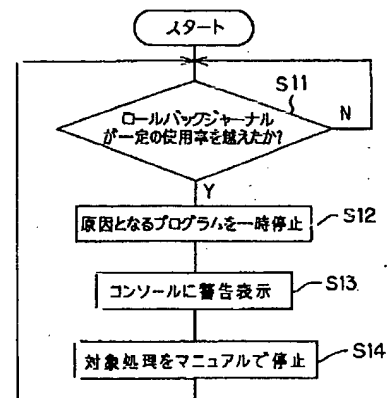 スタート
S11
ロールバックジャーナル
が一定の使用率を越えたか?
N
Y
原因となるプログラムを一時停止
S12
コンソールに警告表示
S13
対象処理をマニュアルで停止
S14